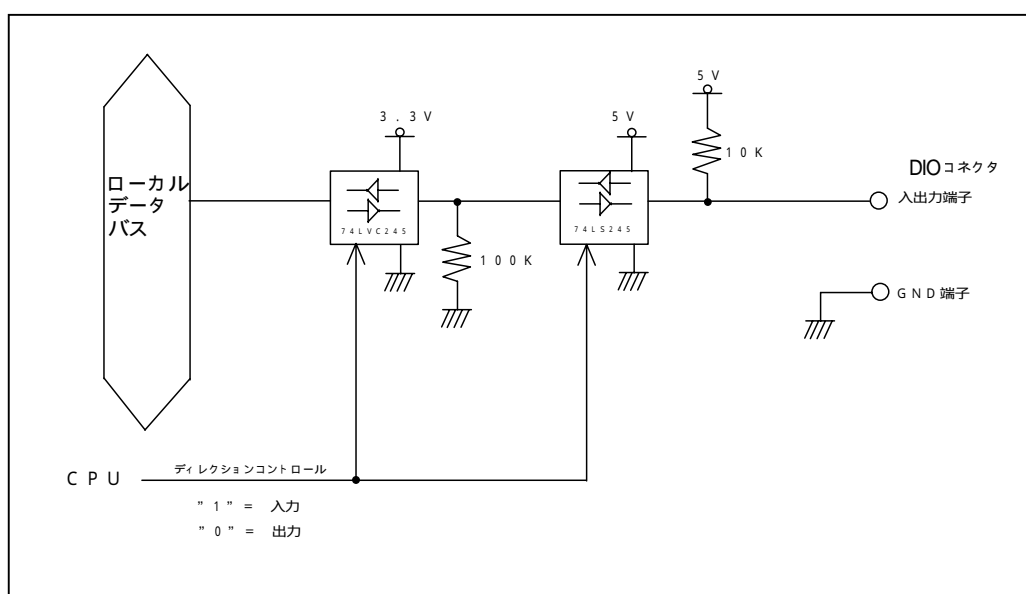 5V
3.3V
5V
10K
DIOコネクタ
ローカル
データ
バス
入出力端子
74LVC245
74LS245
100K
GND端子
CPU
ディレクションコントロール
”1”= 入力
”0”= 出力